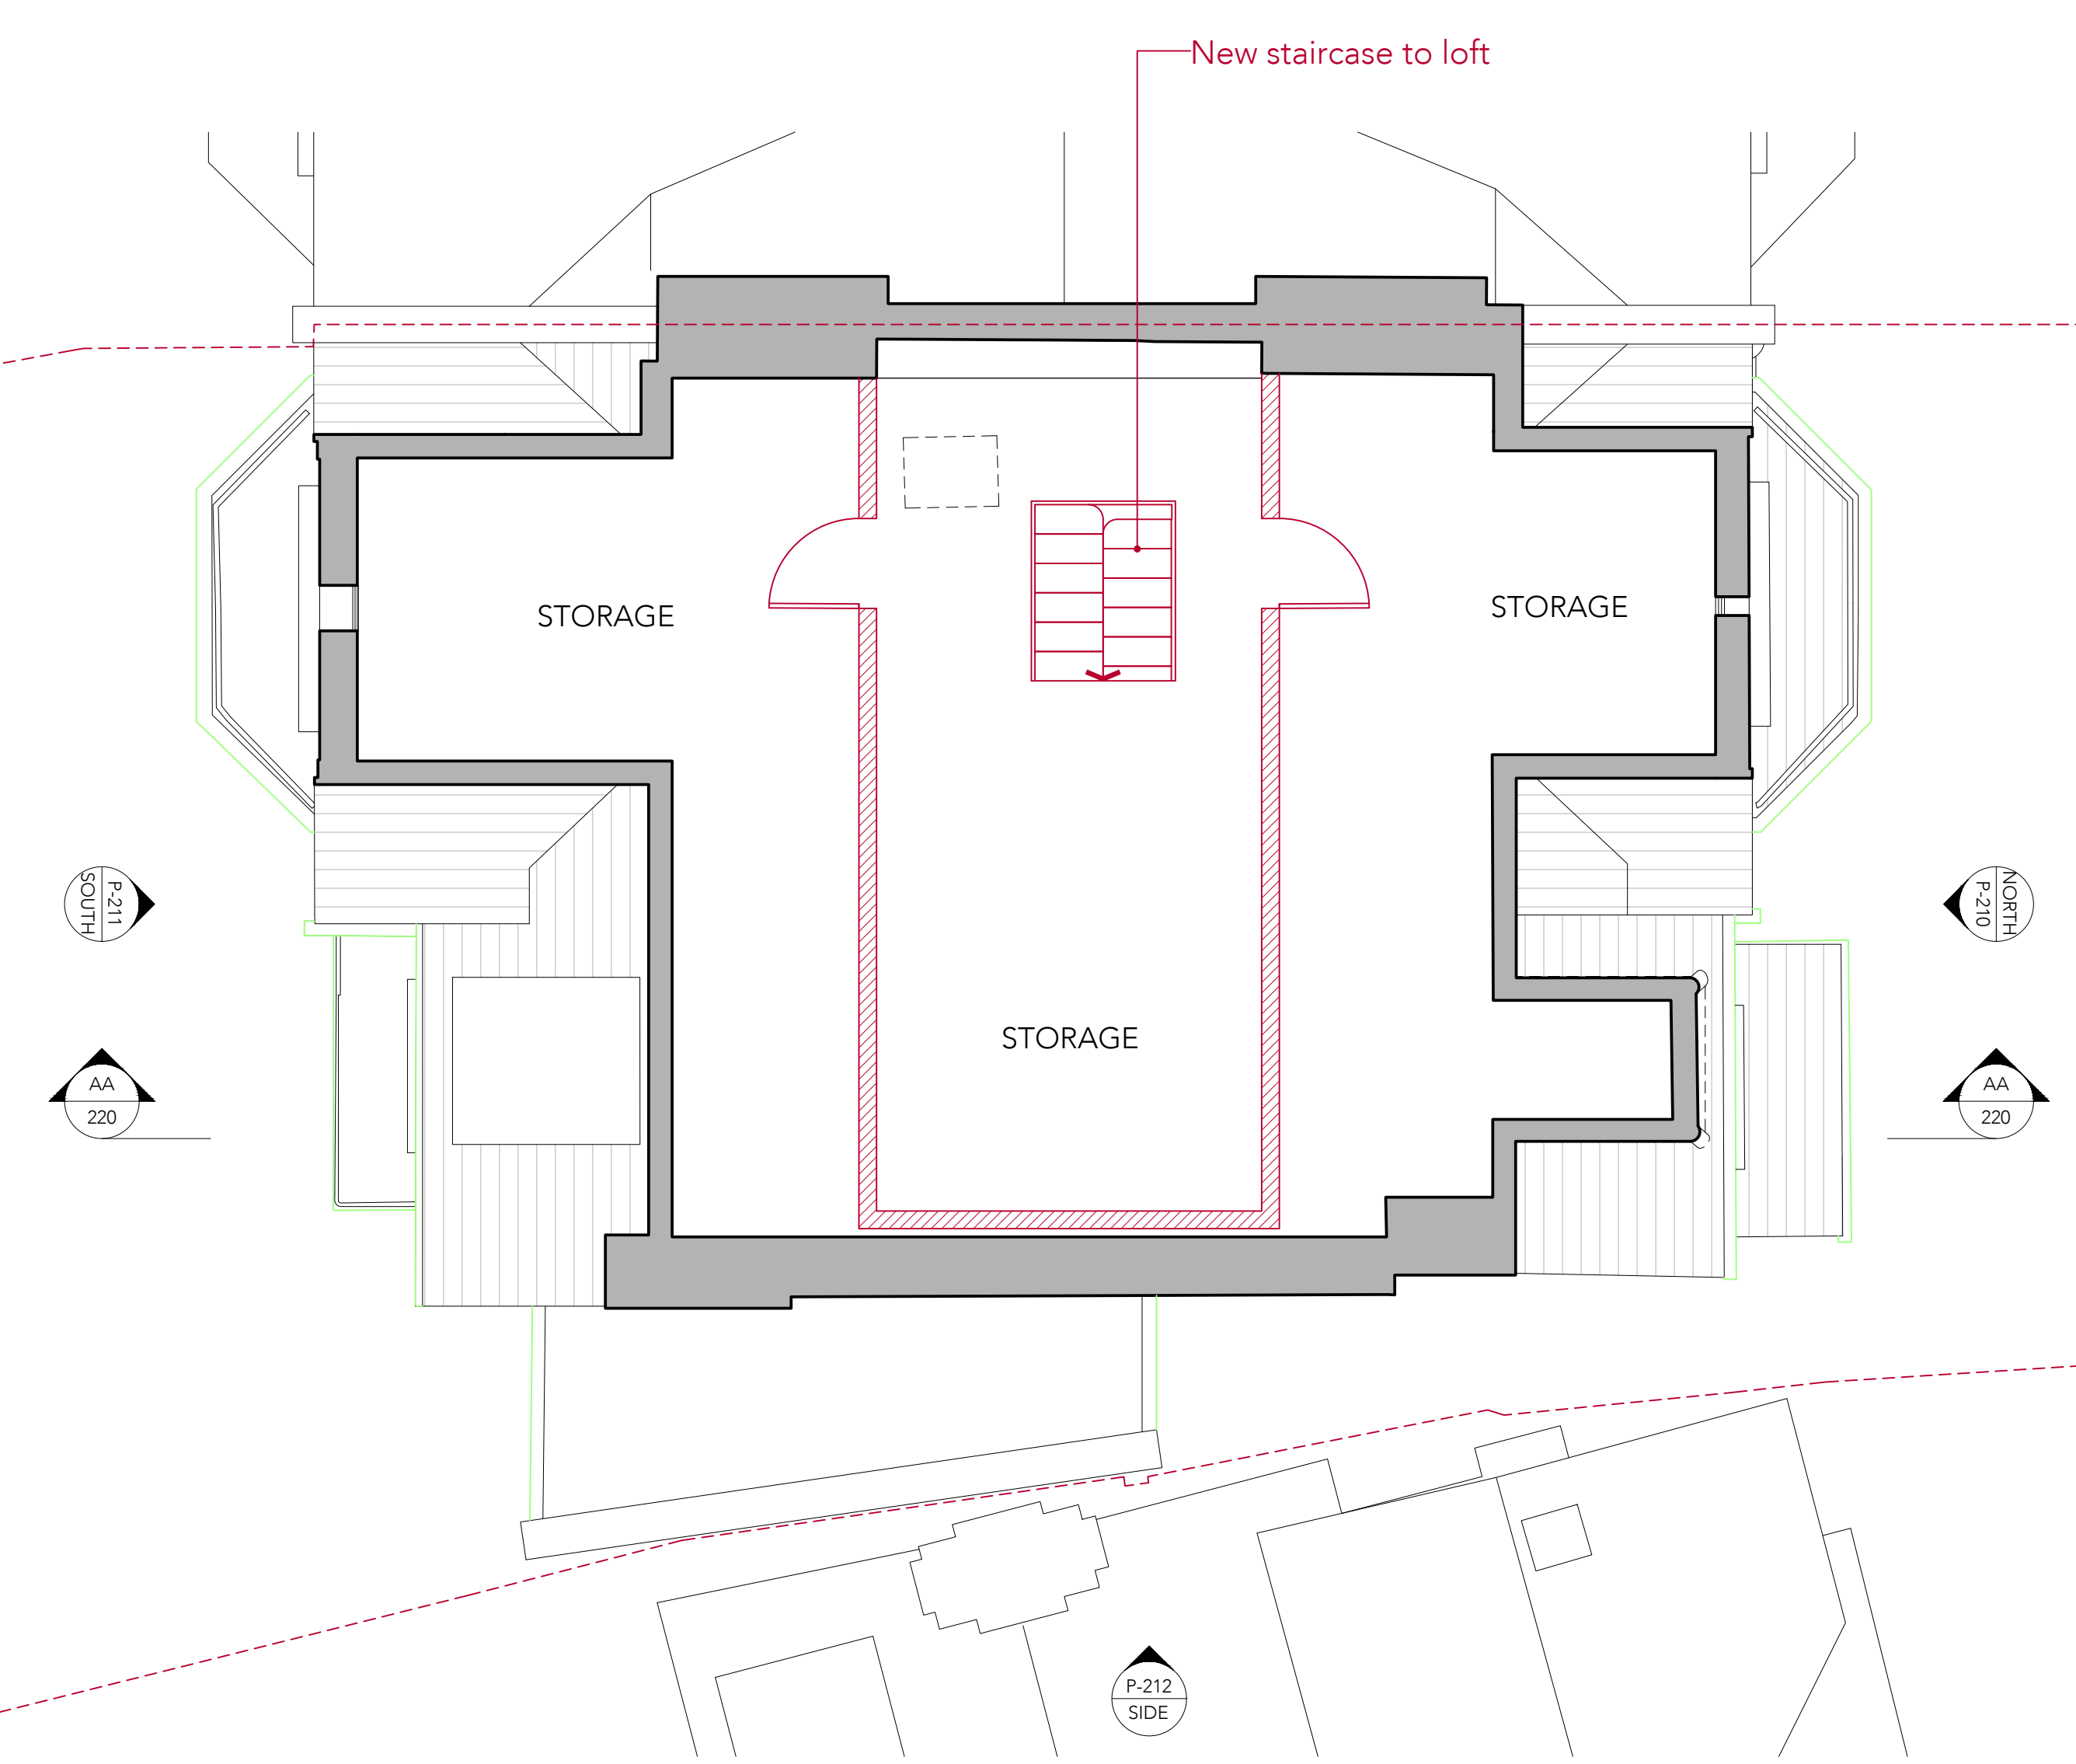 New staircase to loft
STORAGE
STORAGE
P-211
SOUTH
NORTH
P-210
STORAGE
AA
220
AA
220
P-212
SIDE